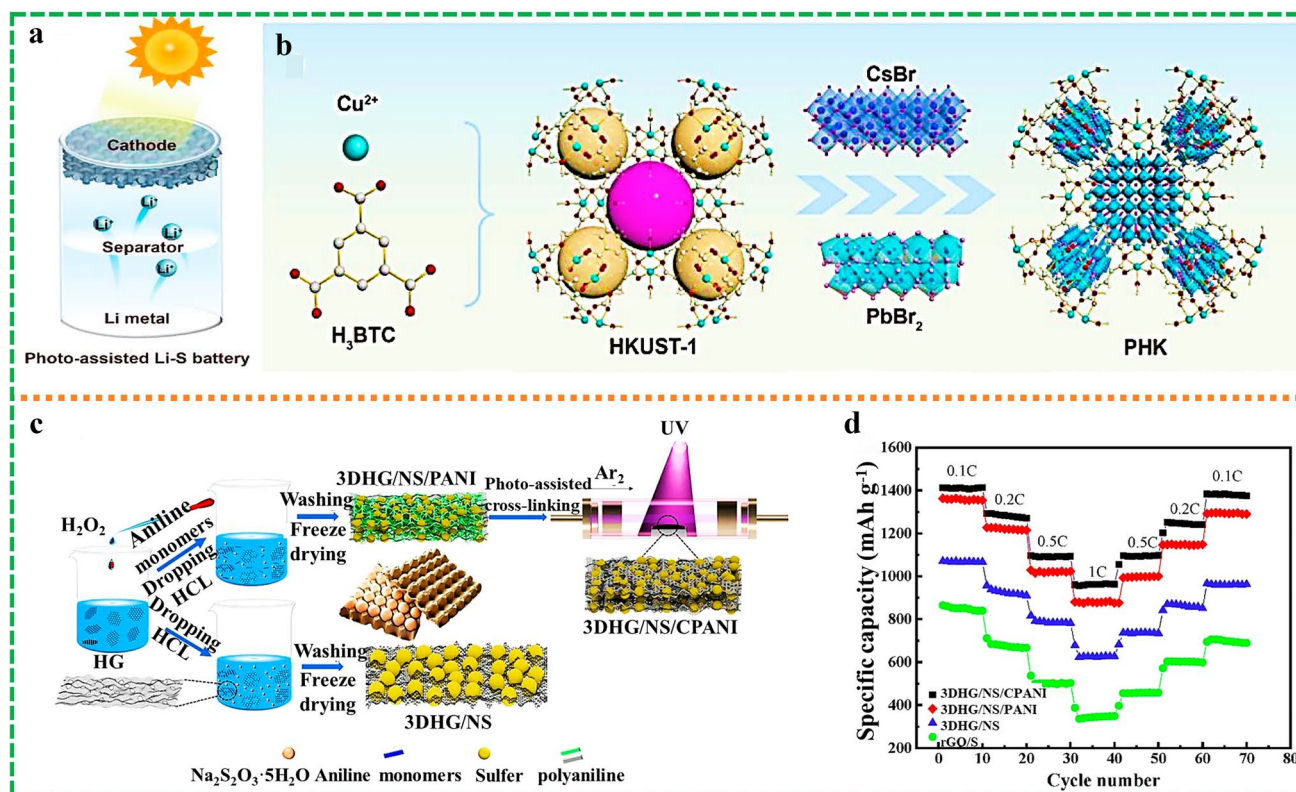 a
Cathode
Li⁺
Li⁺
Li⁺
Li⁺
Separator
Li metal
Photo-assisted Li-S battery
b
Cu²⁺
H₃BTC
HKUST-1
CsBr
PbBr₂
PHK
c
H₂O₂
Aniline
monomers
Dropping
HCL
Dropping
HCL
HG
Washing
Freeze
drying
3DHG/NS/PANI
Photo-assisted
cross-linking
Ar₂
UV
3DHG/NS/CPANI
Washing
Freeze
drying
3DHG/NS
Na₂S₂O₃·5H₂O Aniline monomers Sulfer polyaniline
d
Specific capacity (mAh g⁻¹)
1600
1400
1200
1000
800
600
400
200
0.1C
0.2C
0.5C
1C
0.5C
0.2C
0.1C
3DHG/NS/CPANI
3DHG/NS/PANI
3DHG/NS
rGO/S
0 10 20 30 40 50 60 70 80
Cycle number